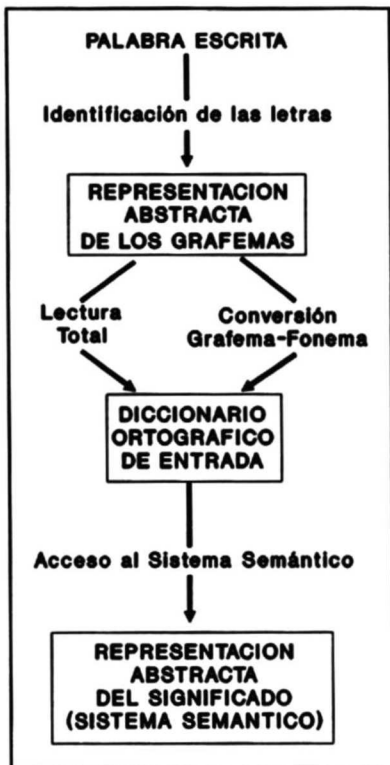 PALABRA ESCRITA
Identificación de las letras
REPRESENTACION
ABSTRACTA
DE LOS GRAFEMAS
Lectura
Total
Conversión
Grafema-Fonema
DICCIONARIO
ORTOGRAFICO
DE ENTRADA
Acceso al Sistema Semántico
REPRESENTACION
ABSTRACTA
DEL SIGNIFICADO
(SISTEMA SEMANTICO)